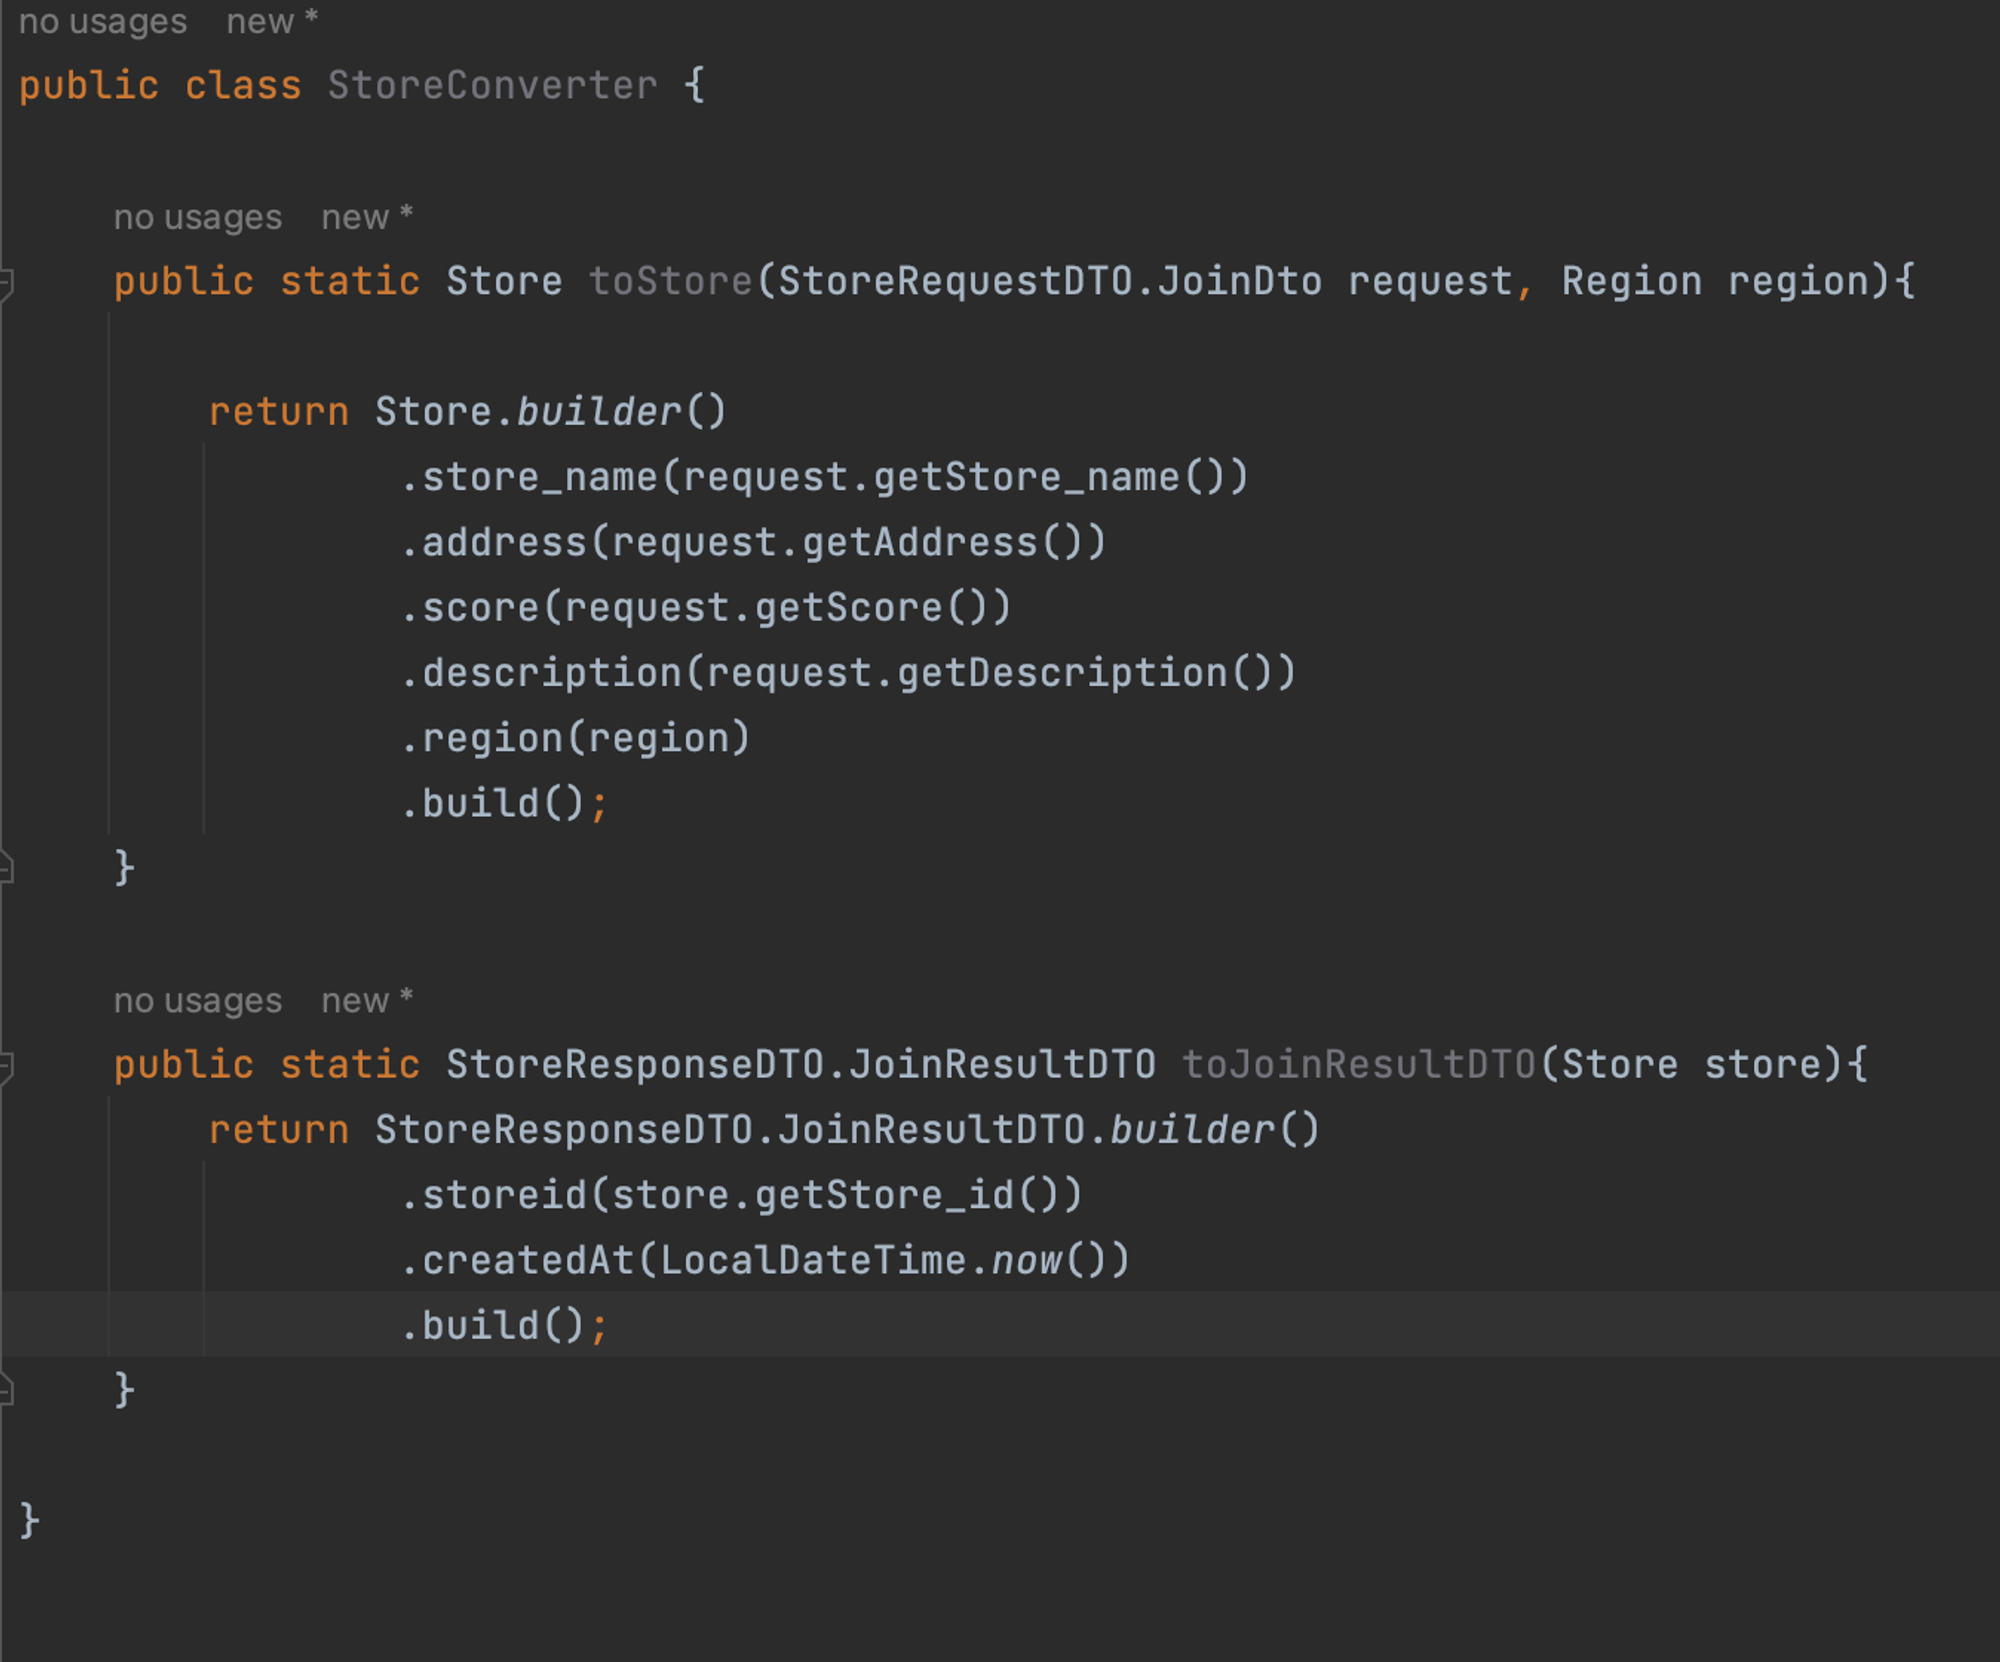 no usages   new *
public class StoreConverter {
no usages   new *
public static Store toStore(StoreRequestDTO.JoinDto request, Region region){
return Store.builder()
.store_name(request.getStore_name())
.address(request.getAddress())
.score(request.getScore())
.description(request.getDescription())
.region(region)
.build();
}
no usages   new *
public static StoreResponseDTO.JoinResultDTO toJoinResultDTO(Store store){
return StoreResponseDTO.JoinResultDTO.builder()
.storeid(store.getStore_id())
.createdAt(LocalDateTime.now())
.build();
}
}